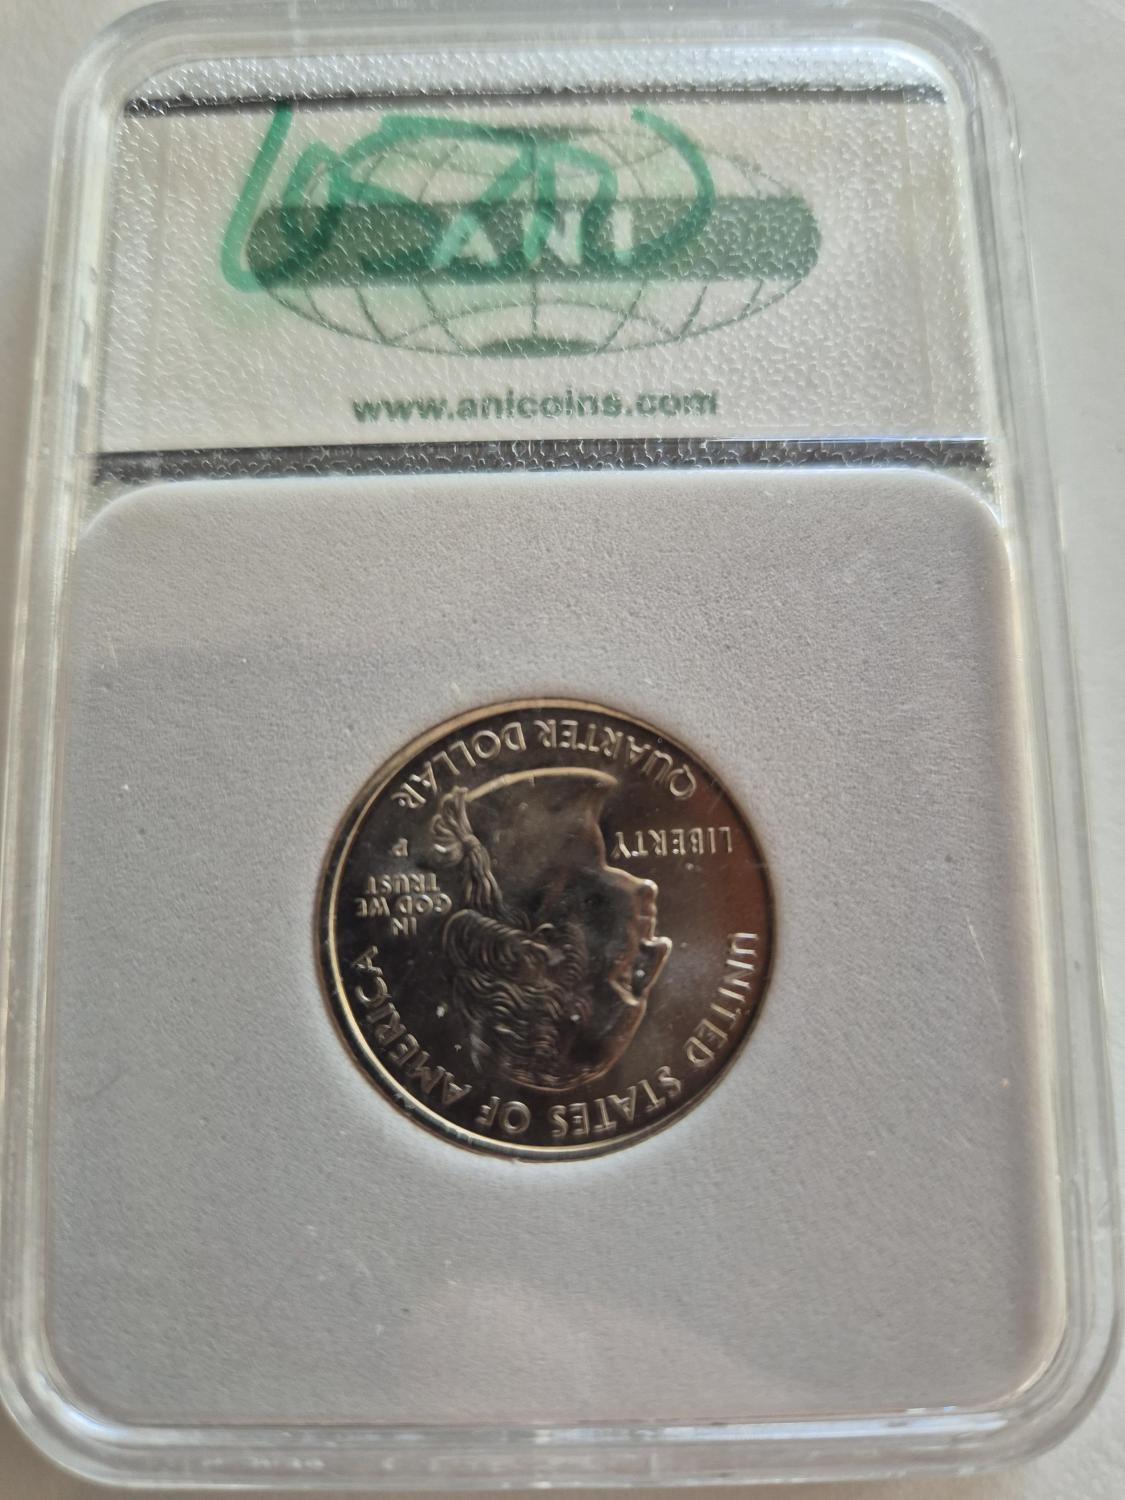 ANI
www.anicoins.com
UNITED STATES OF AMERICA
LIBERTY
IN
GOD WE
TRUST
P
QUARTER DOLLAR